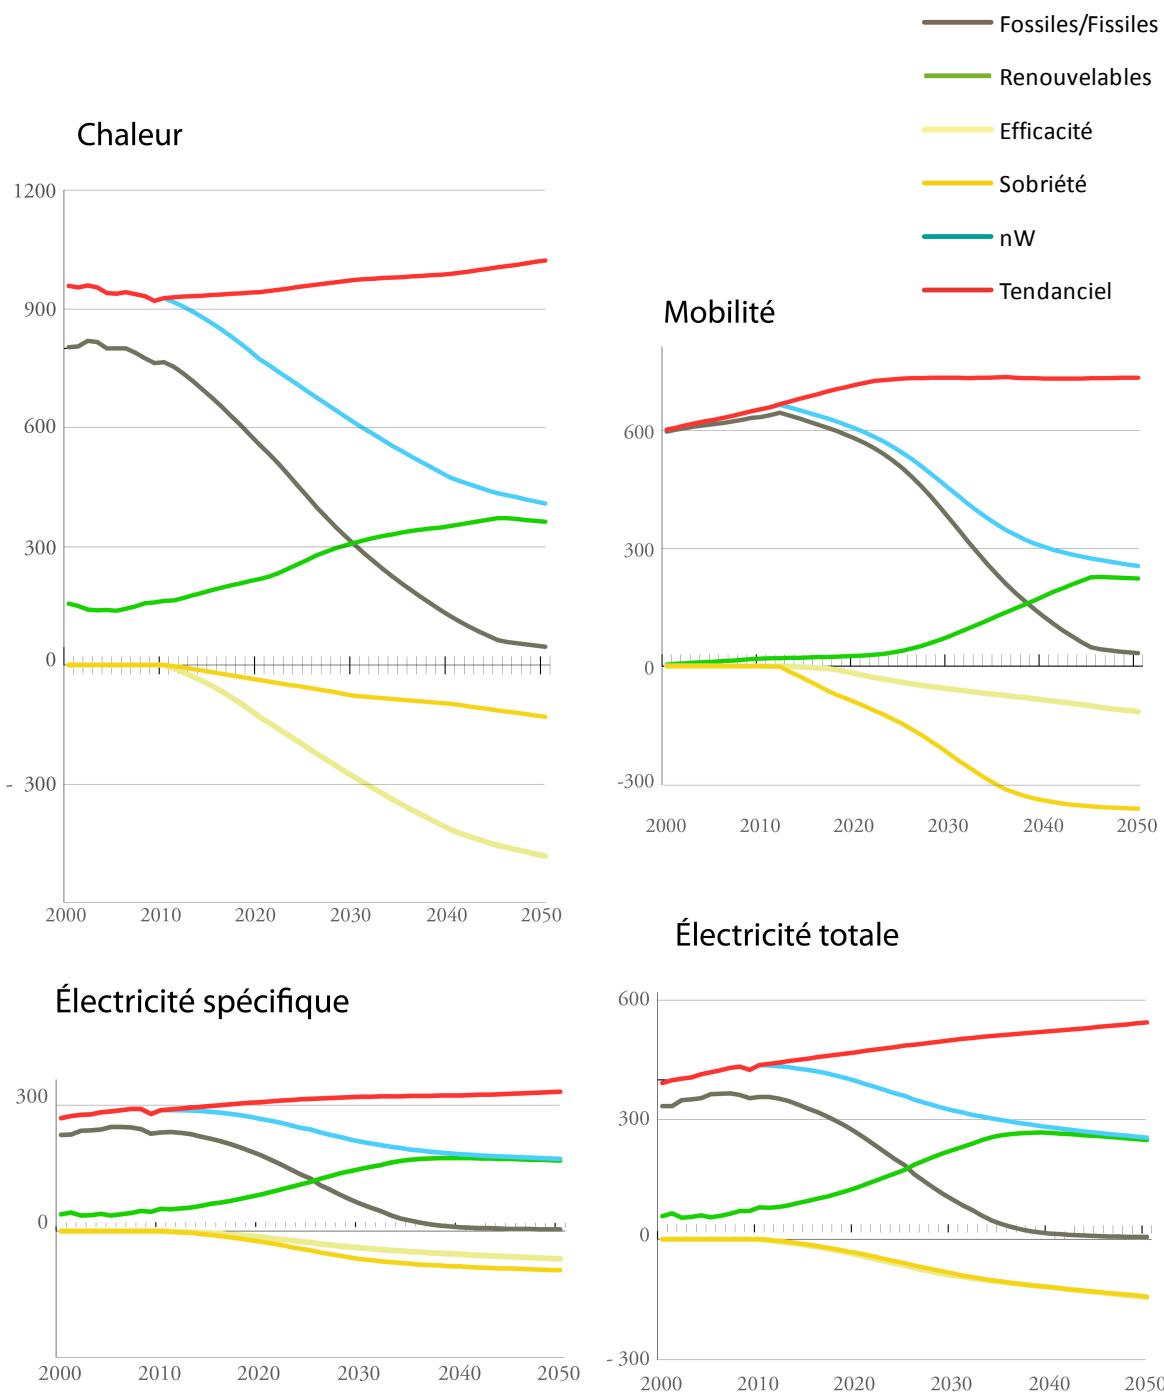 Fossiles/Fissiles
Renouvelables
Efficacité
Sobriété
nW
Tendanciel
Chaleur
1200
900
600
300
0
- 300
2000 2010 2020 2030 2040 2050
Mobilité
600
300
0
-300
2000 2010 2020 2030 2040 2050
Électricité spécifique
300
0
2000 2010 2020 2030 2040 2050
Électricité totale
600
300
0
- 300
2000 2010 2020 2030 2040 2050